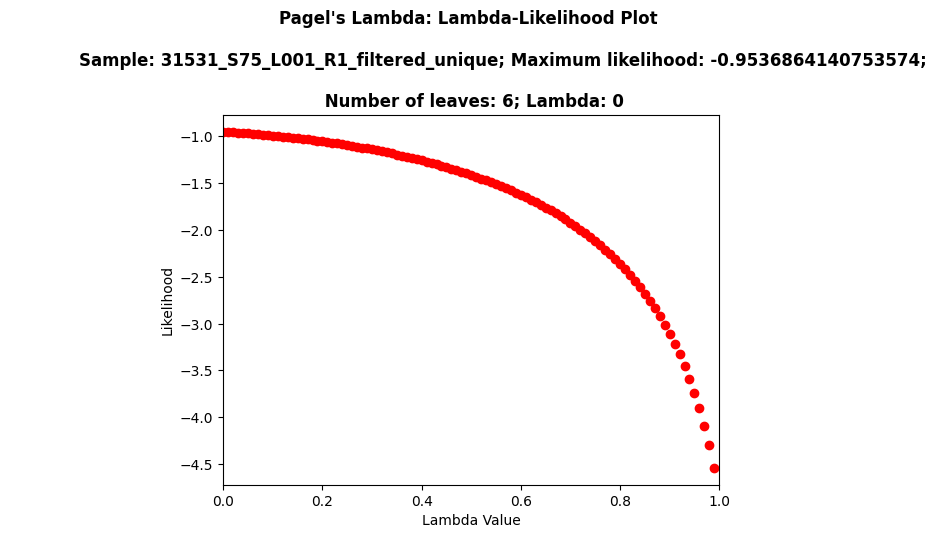 Pagel's Lambda: Lambda-Likelihood Plot
Sample: 31531_S75_L001_R1_filtered_unique; Maximum likelihood: -0.9536864140753574;
Number of leaves: 6; Lambda: 0
−1.0
−1.5
−2.0
−2.5
−3.0
−3.5
−4.0
−4.5
Likelihood
0.0 0.2 0.4 0.6 0.8 1.0
Lambda Value